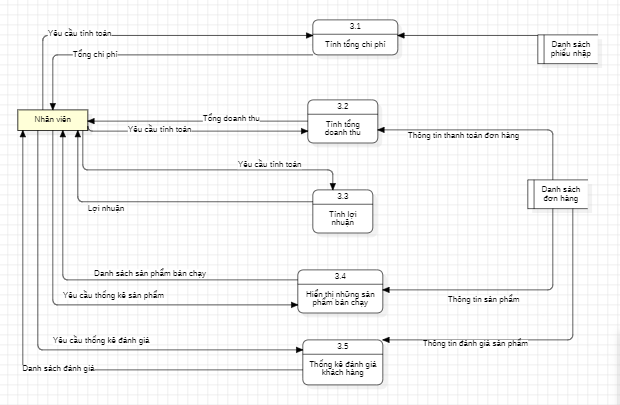 3.1
Yêu cầu tính toán
Tính tổng chi phí
Danh sách
phiếu nhập
Tổng chi phí
3.2
Nhân viên
Tổng doanh thu
Tính tổng
doanh thu
Yêu cầu tính toán
Thông tin thanh toán đơn hàng
Yêu cầu tính toán
3.3
Danh sách
đơn hàng
Lợi nhuận
Tính lợi
nhuận
3.4
Danh sách sản phẩm bán chạy
Yêu cầu thống kê sản phẩm
Hiển thị những sản
phẩm bán chạy
Thông tin sản phẩm
3.5
Yêu cầu thống kê đánh giá
Thông tin đánh giá sản phẩm
Danh sách đánh giá
Thống kê đánh giá
khách hàng